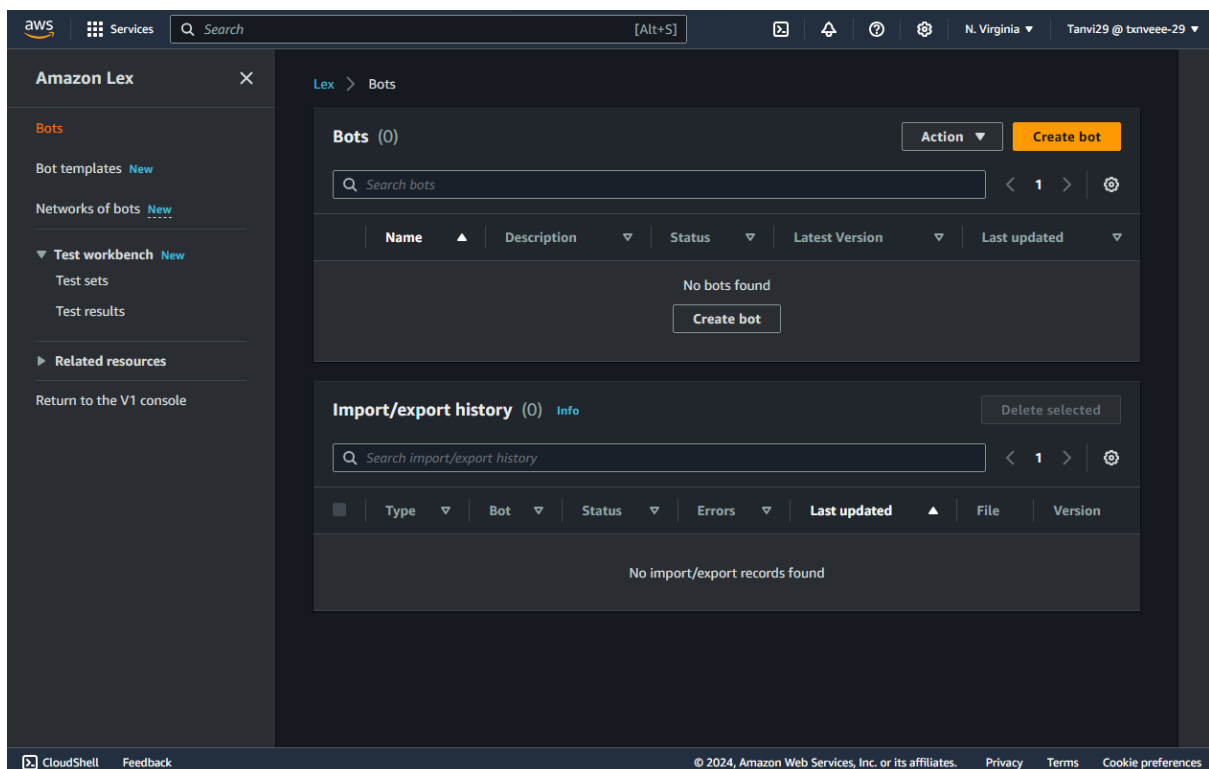 aws Services Search [Alt+S] N. Virginia ▼ Tanvi29 @ txnveee-29 ▼
Amazon Lex
Bots
Bot templates New
Networks of bots New
Test workbench New
Test sets
Test results
Related resources
Return to the V1 console
Lex > Bots
Bots (0) Action ▼ Create bot
Search bots < 1 >
Name Description Status Latest Version Last updated
No bots found
Create bot
Import/export history (0) Info Delete selected
Search import/export history < 1 >
Type Bot Status Errors Last updated File Version
No import/export records found
CloudShell Feedback © 2024, Amazon Web Services, Inc. or its affiliates. Privacy Terms Cookie preferences